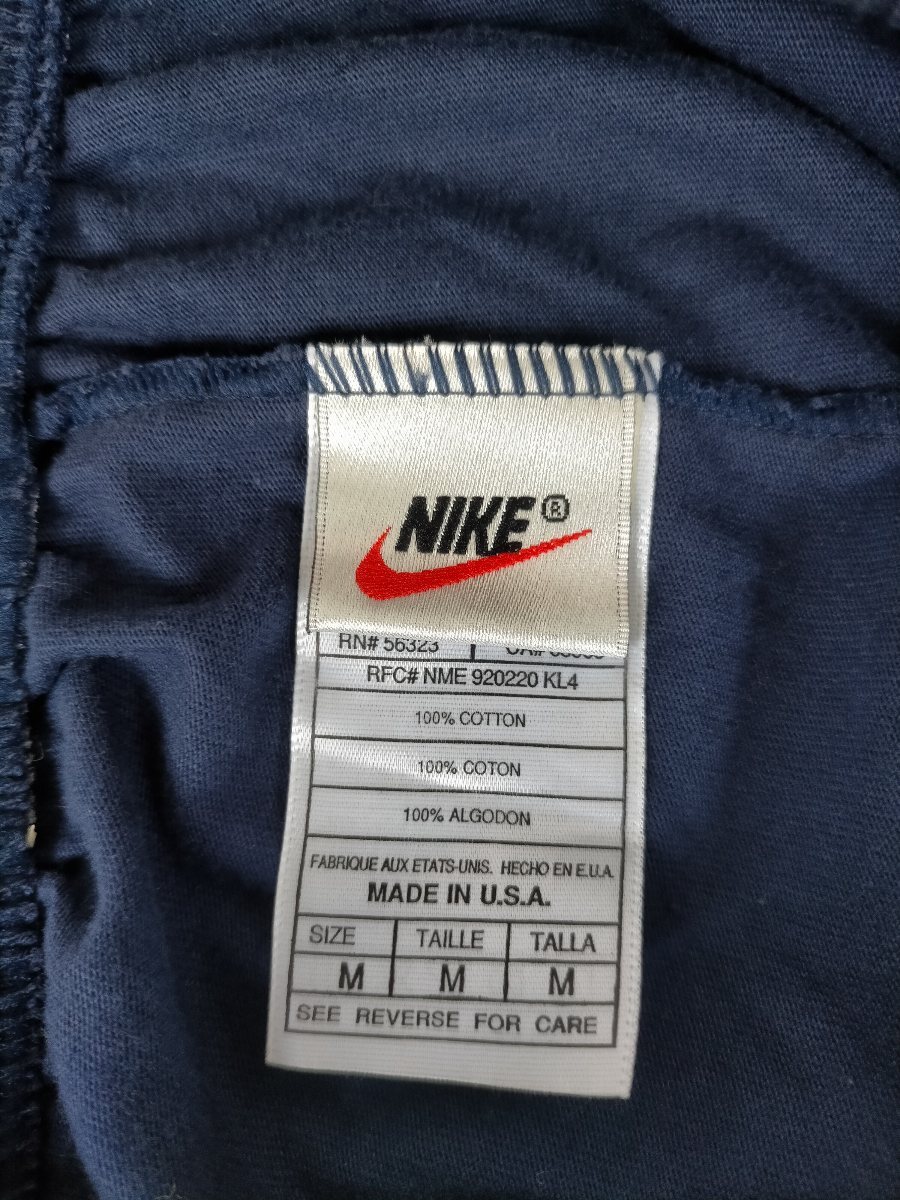 NIKE®
RN# 56323
RFC# NME 920220 KL4
100% COTTON
100% COTON
100% ALGODON
FABRIQUE AUX ETATS-UNIS. HECHO EN E.U.A.
MADE IN U.S.A.
SIZE TAILLE TALLA
M M M
SEE REVERSE FOR CARE